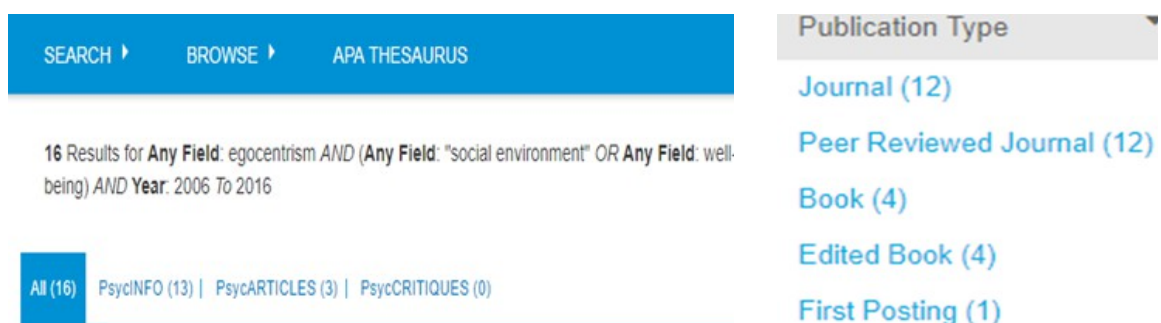 SEARCH BROWSE APA THESAURUS
16 Results for Any Field: egocentrism AND (Any Field: "social environment" OR Any Field: well-
being) AND Year: 2006 To 2016
All (16) PsycINFO (13) | PsycARTICLES (3) | PsycCRITIQUES (0)
Publication Type
Journal (12)
Peer Reviewed Journal (12)
Book (4)
Edited Book (4)
First Posting (1)